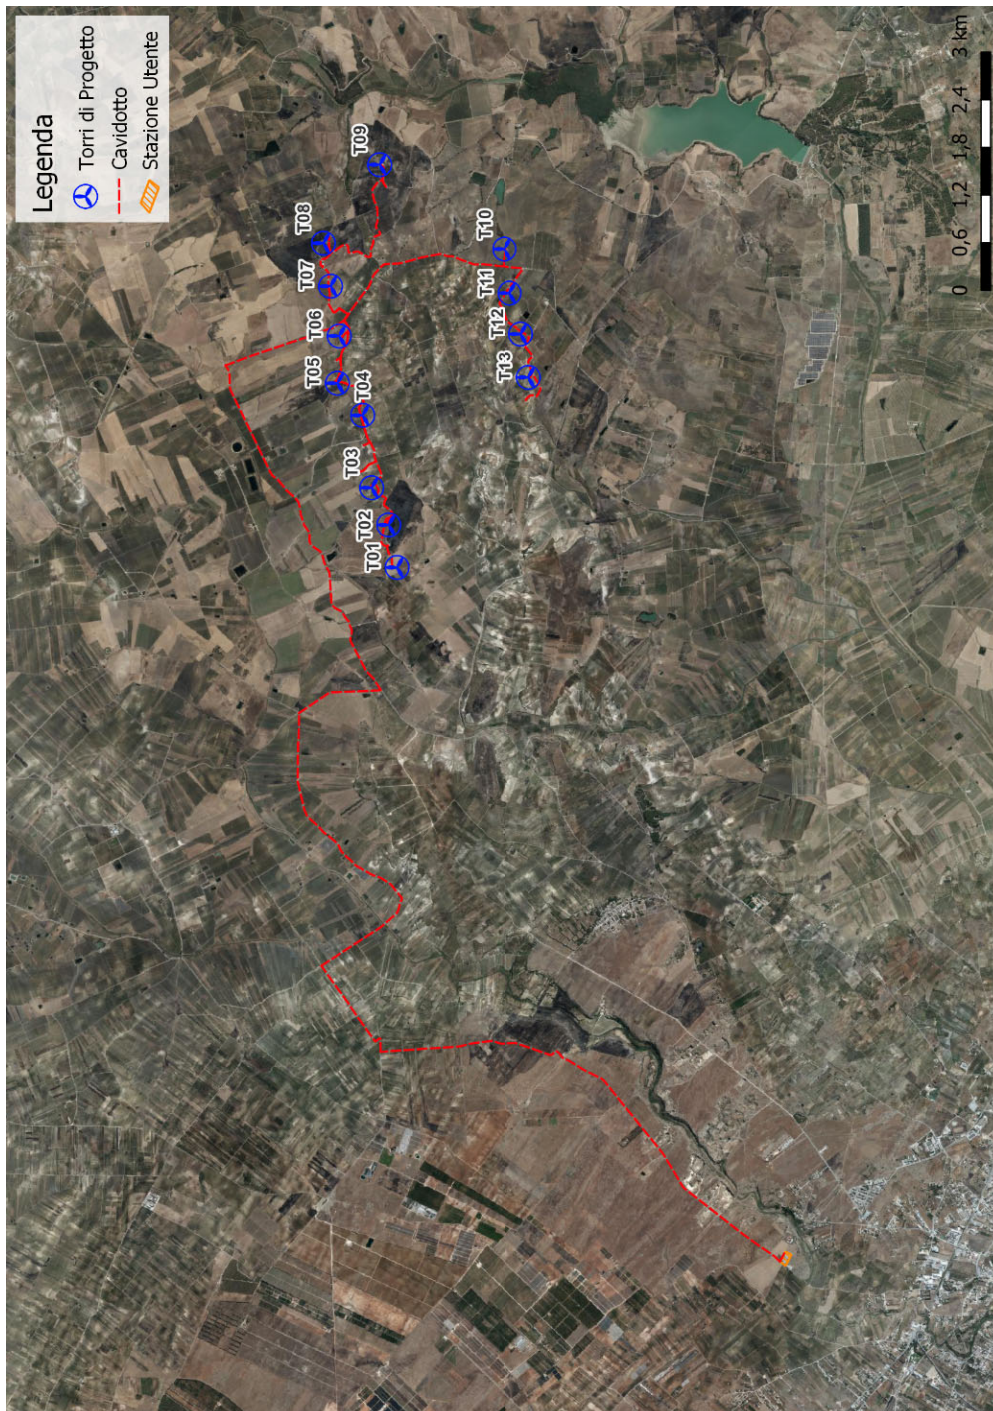 Legenda
Torri di Progetto
Cavidotto
Stazione Utente
T01
T02
T03
T04
T05
T06
T07
T08
T09
T10
T11
T12
T13
0 0,6 1,2 1,8 2,4 3 km